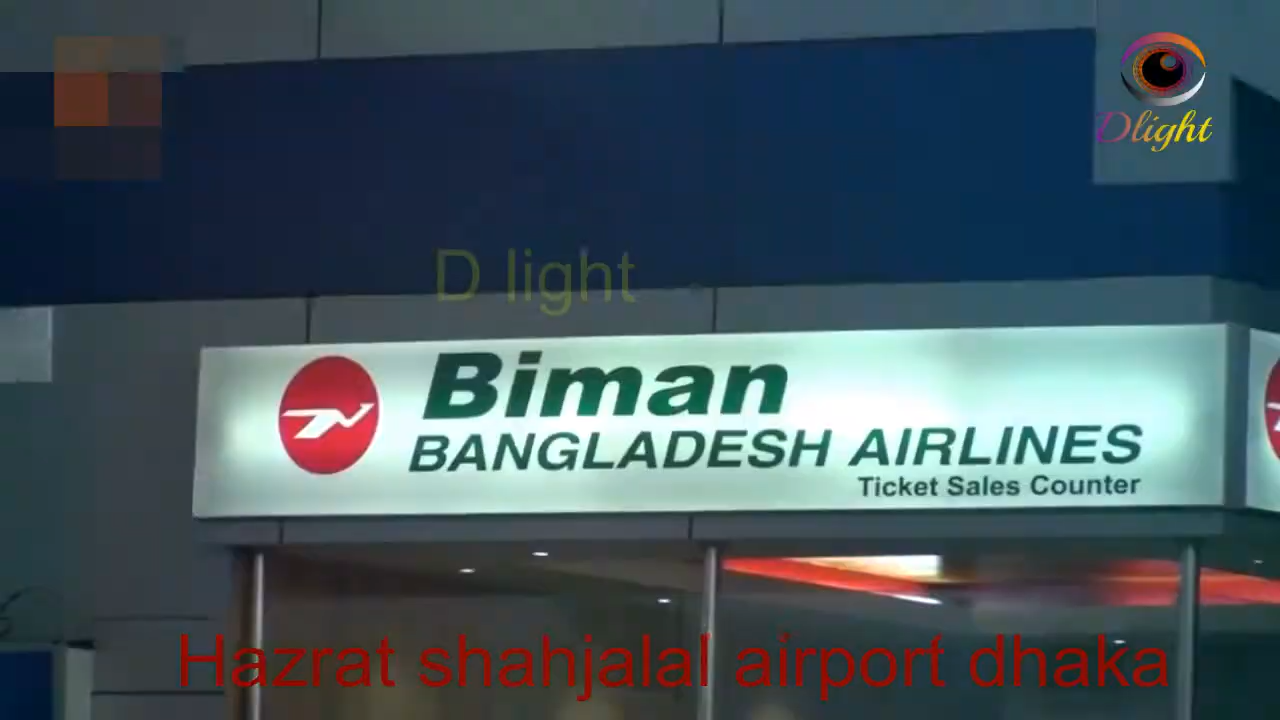 Dlight
D light
Biman
BANGLADESH AIRLINES
Ticket Sales Counter
Hazrat shahjalal airport dhaka